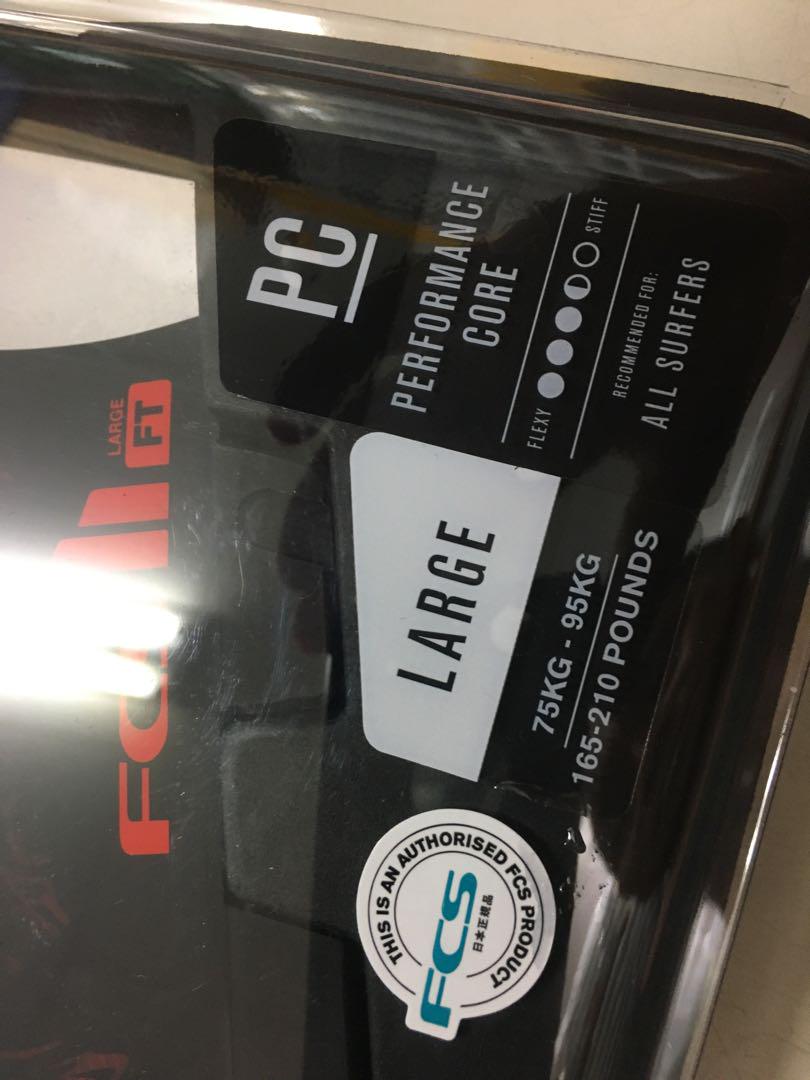 PC
PERFORMANCE
CORE
FLEXY
STIFF
RECOMMENDED FOR:
ALL SURFERS
LARGE
75KG - 95KG
165-210 POUNDS
LARGE
FT
THIS IS AN AUTHORISED FCS PRODUCT
FCS
日本正規品